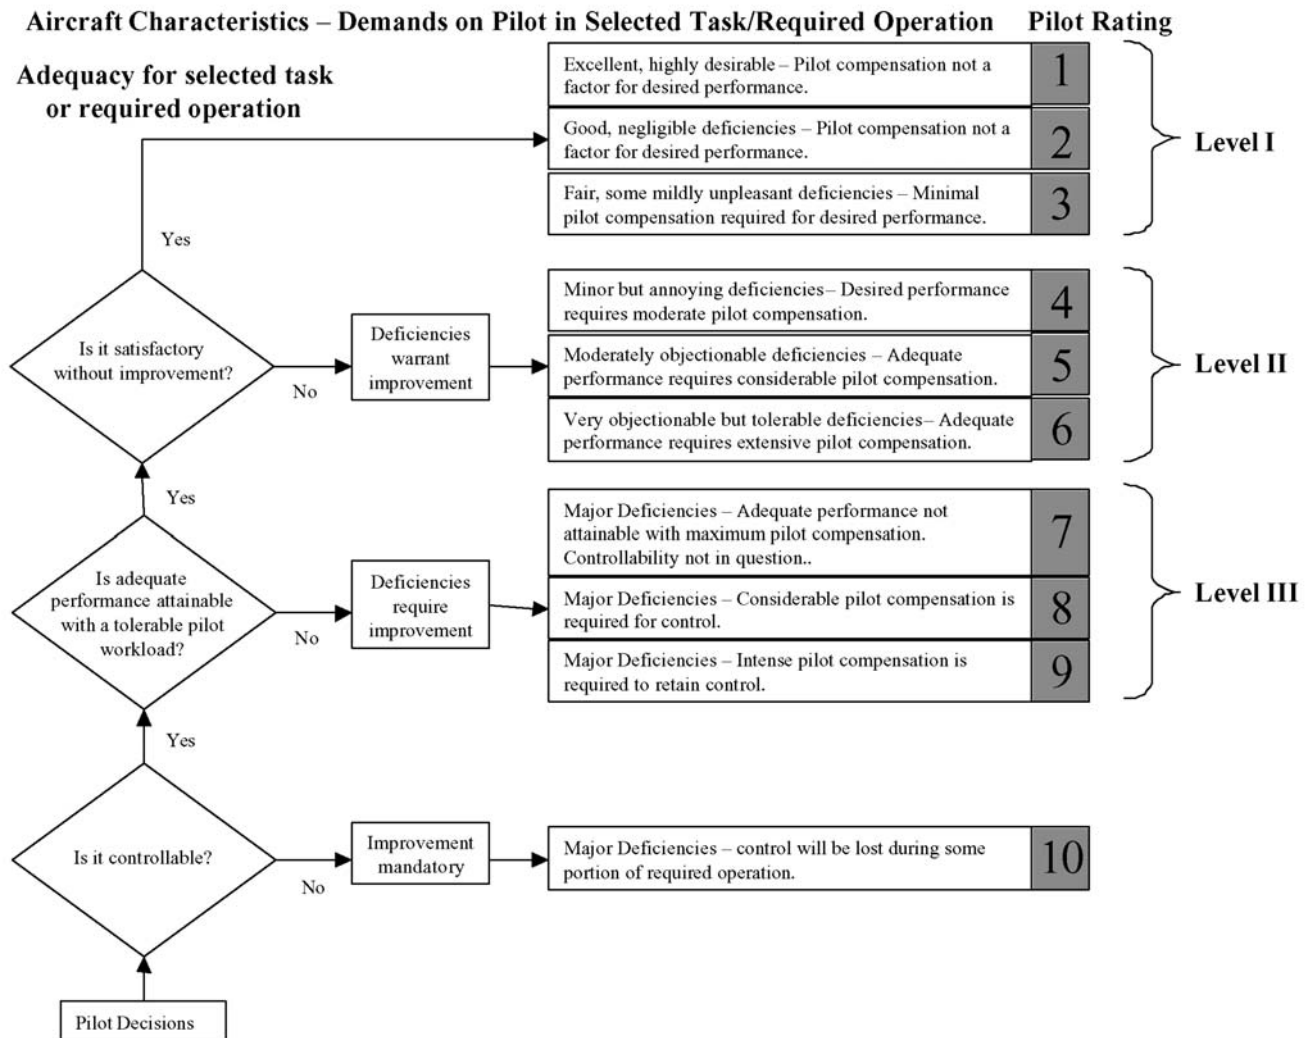 Aircraft Characteristics – Demands on Pilot in Selected Task/Required Operation Pilot Rating
Adequacy for selected task
or required operation
Excellent, highly desirable – Pilot compensation not a
factor for desired performance.
1
Good, negligible deficiencies – Pilot compensation not a
factor for desired performance.
2
Fair, some mildly unpleasant deficiencies – Minimal
pilot compensation required for desired performance.
3
Level I
Yes
Is it satisfactory
without improvement?
No
Deficiencies
warrant
improvement
Minor but annoying deficiencies– Desired performance
requires moderate pilot compensation.
4
Moderately objectionable deficiencies – Adequate
performance requires considerable pilot compensation.
5
Very objectionable but tolerable deficiencies– Adequate
performance requires extensive pilot compensation.
6
Level II
Yes
Is adequate
performance attainable
with a tolerable pilot
workload?
No
Deficiencies
require
improvement
Major Deficiencies – Adequate performance not
attainable with maximum pilot compensation.
Controllability not in question..
7
Major Deficiencies – Considerable pilot compensation is
required for control.
8
Major Deficiencies – Intense pilot compensation is
required to retain control.
9
Level III
Yes
Is it controllable?
No
Improvement
mandatory
Major Deficiencies – control will be lost during some
portion of required operation.
10
Pilot Decisions